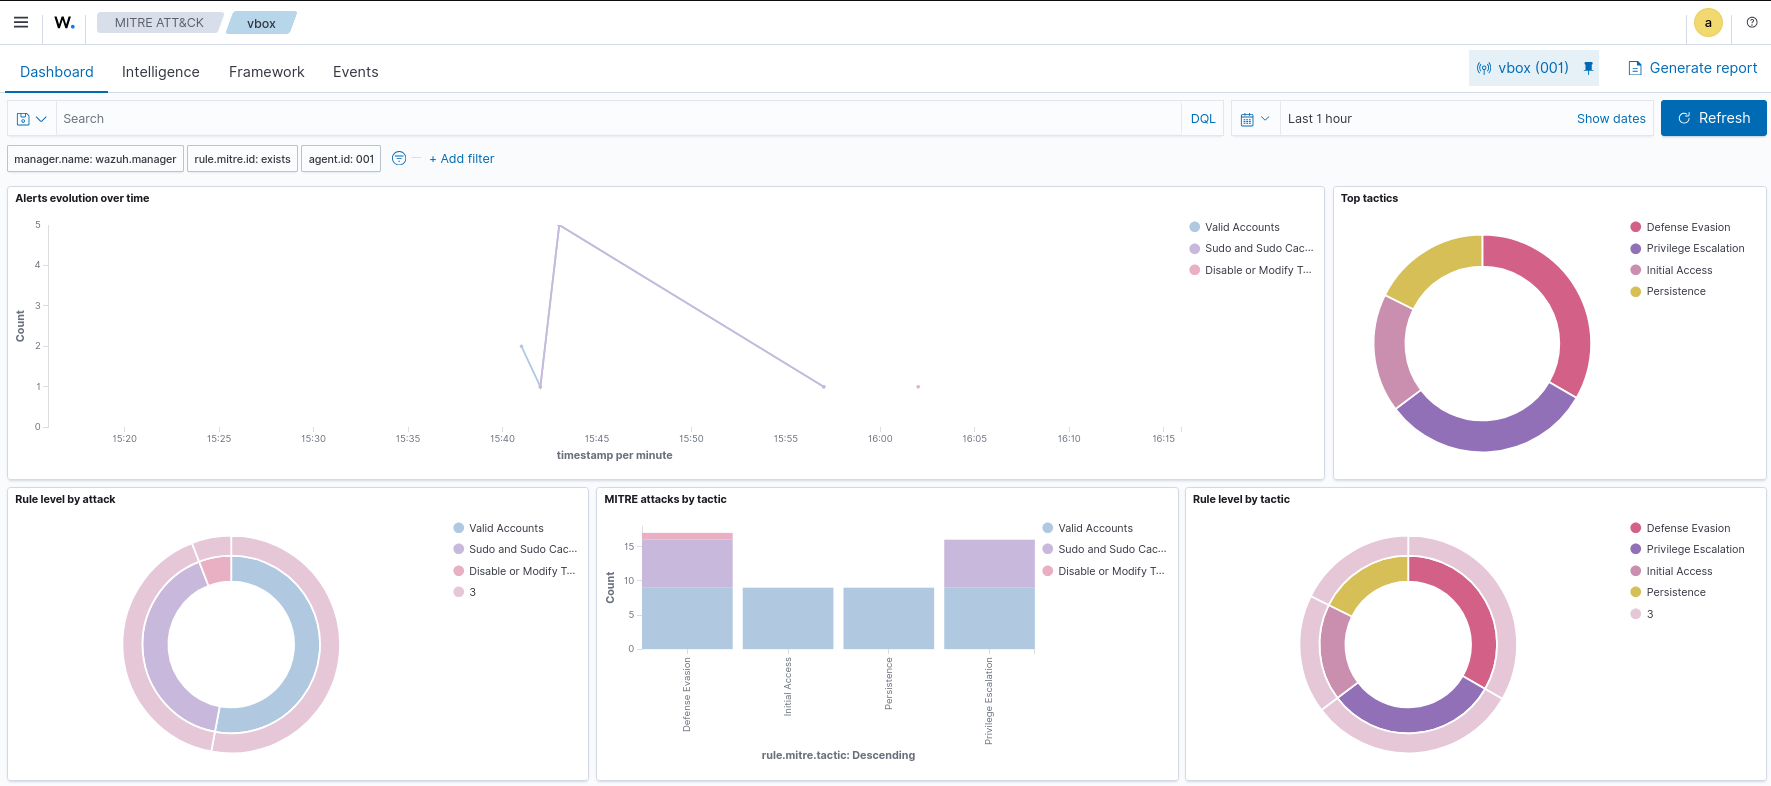 W. MITRE ATT&CK vbox a
Dashboard Intelligence Framework Events vbox (001) Generate report
Search DQL Last 1 hour Show dates Refresh
manager.name: wazuh.manager rule.mitre.id: exists agent.id: 001 + Add filter
Alerts evolution over time
5
4
3
2
1
0
Count
15:20 15:25 15:30 15:35 15:40 15:45 15:50 15:55 16:00 16:05 16:10 16:15
timestamp per minute
Valid Accounts
Sudo and Sudo Cac...
Disable or Modify T...
Top tactics
Defense Evasion
Privilege Escalation
Initial Access
Persistence
Rule level by attack
Valid Accounts
Sudo and Sudo Cac...
Disable or Modify T...
3
MITRE attacks by tactic
15
10
5
0
Count
Defense Evasion
Initial Access
Persistence
Privilege Escalation
rule.mitre.tactic: Descending
Valid Accounts
Sudo and Sudo Cac...
Disable or Modify T...
Rule level by tactic
Defense Evasion
Privilege Escalation
Initial Access
Persistence
3